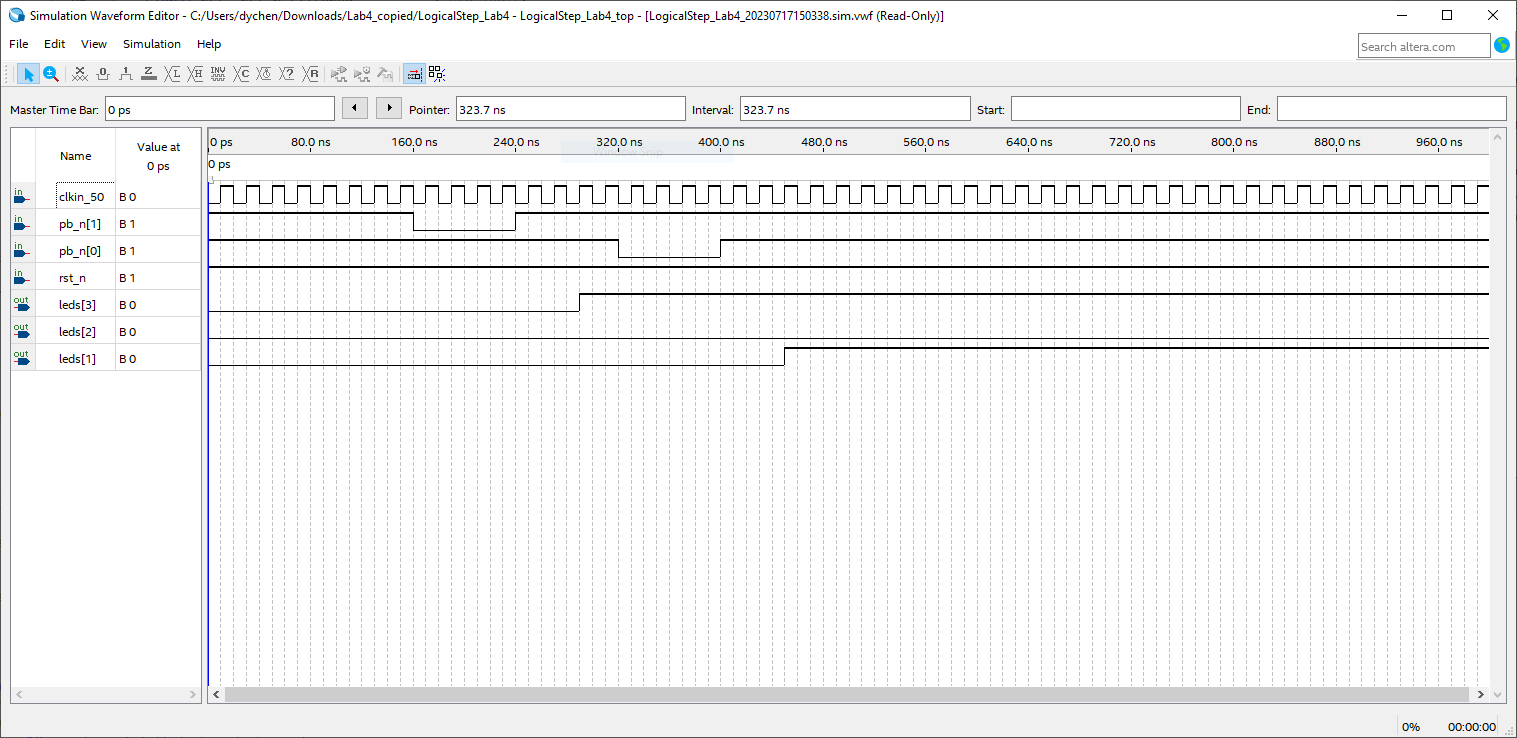 Simulation Waveform Editor - C:/Users/dychen/Downloads/Lab4_copied/LogicalStep_Lab4 - LogicalStep_Lab4_top - [LogicalStep_Lab4_20230717150338.sim.vwf (Read-Only)]
File Edit View Simulation Help
Search altera.com
Master Time Bar: 0 ps Pointer: 323.7 ns Interval: 323.7 ns Start: End:
Name Value at 0 ps
0 ps 80.0 ns 160.0 ns 240.0 ns 320.0 ns 400.0 ns 480.0 ns 560.0 ns 640.0 ns 720.0 ns 800.0 ns 880.0 ns 960.0 ns
Window Snip
0 ps
in clkin_50 B 0
in pb_n[1] B 1
in pb_n[0] B 1
in rst_n B 1
out leds[3] B 0
out leds[2] B 0
out leds[1] B 0
0% 00:00:00